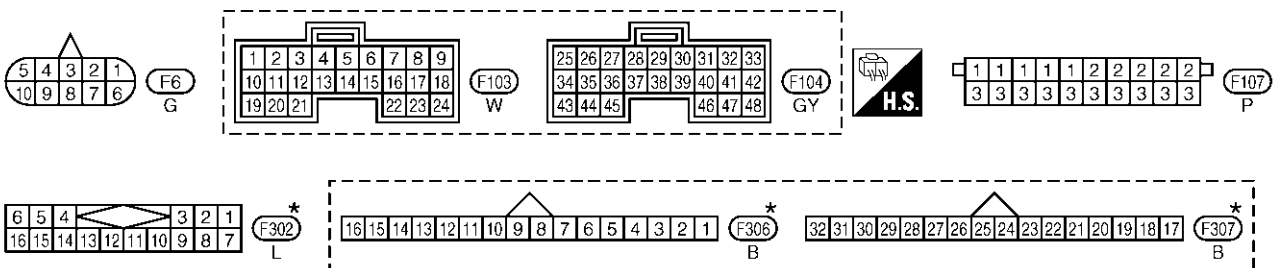 5 4 3 2 1
10 9 8 7 6
F6
G
1 2 3 4 5 6 7 8 9
10 11 12 13 14 15 16 17 18
19 20 21 22 23 24
F103
W
25 26 27 28 29 30 31 32 33
34 35 36 37 38 39 40 41 42
43 44 45 46 47 48
F104
GY
H.S.
1 1 1 1 1 2 2 2 2 2
3 3 3 3 3 3 3 3 3 3
F107
P
6 5 4 3 2 1
16 15 14 13 12 11 10 9 8 7
F302 *
L
16 15 14 13 12 11 10 9 8 7 6 5 4 3 2 1
F306 *
B
32 31 30 29 28 27 26 25 24 23 22 21 20 19 18 17
F307 *
B